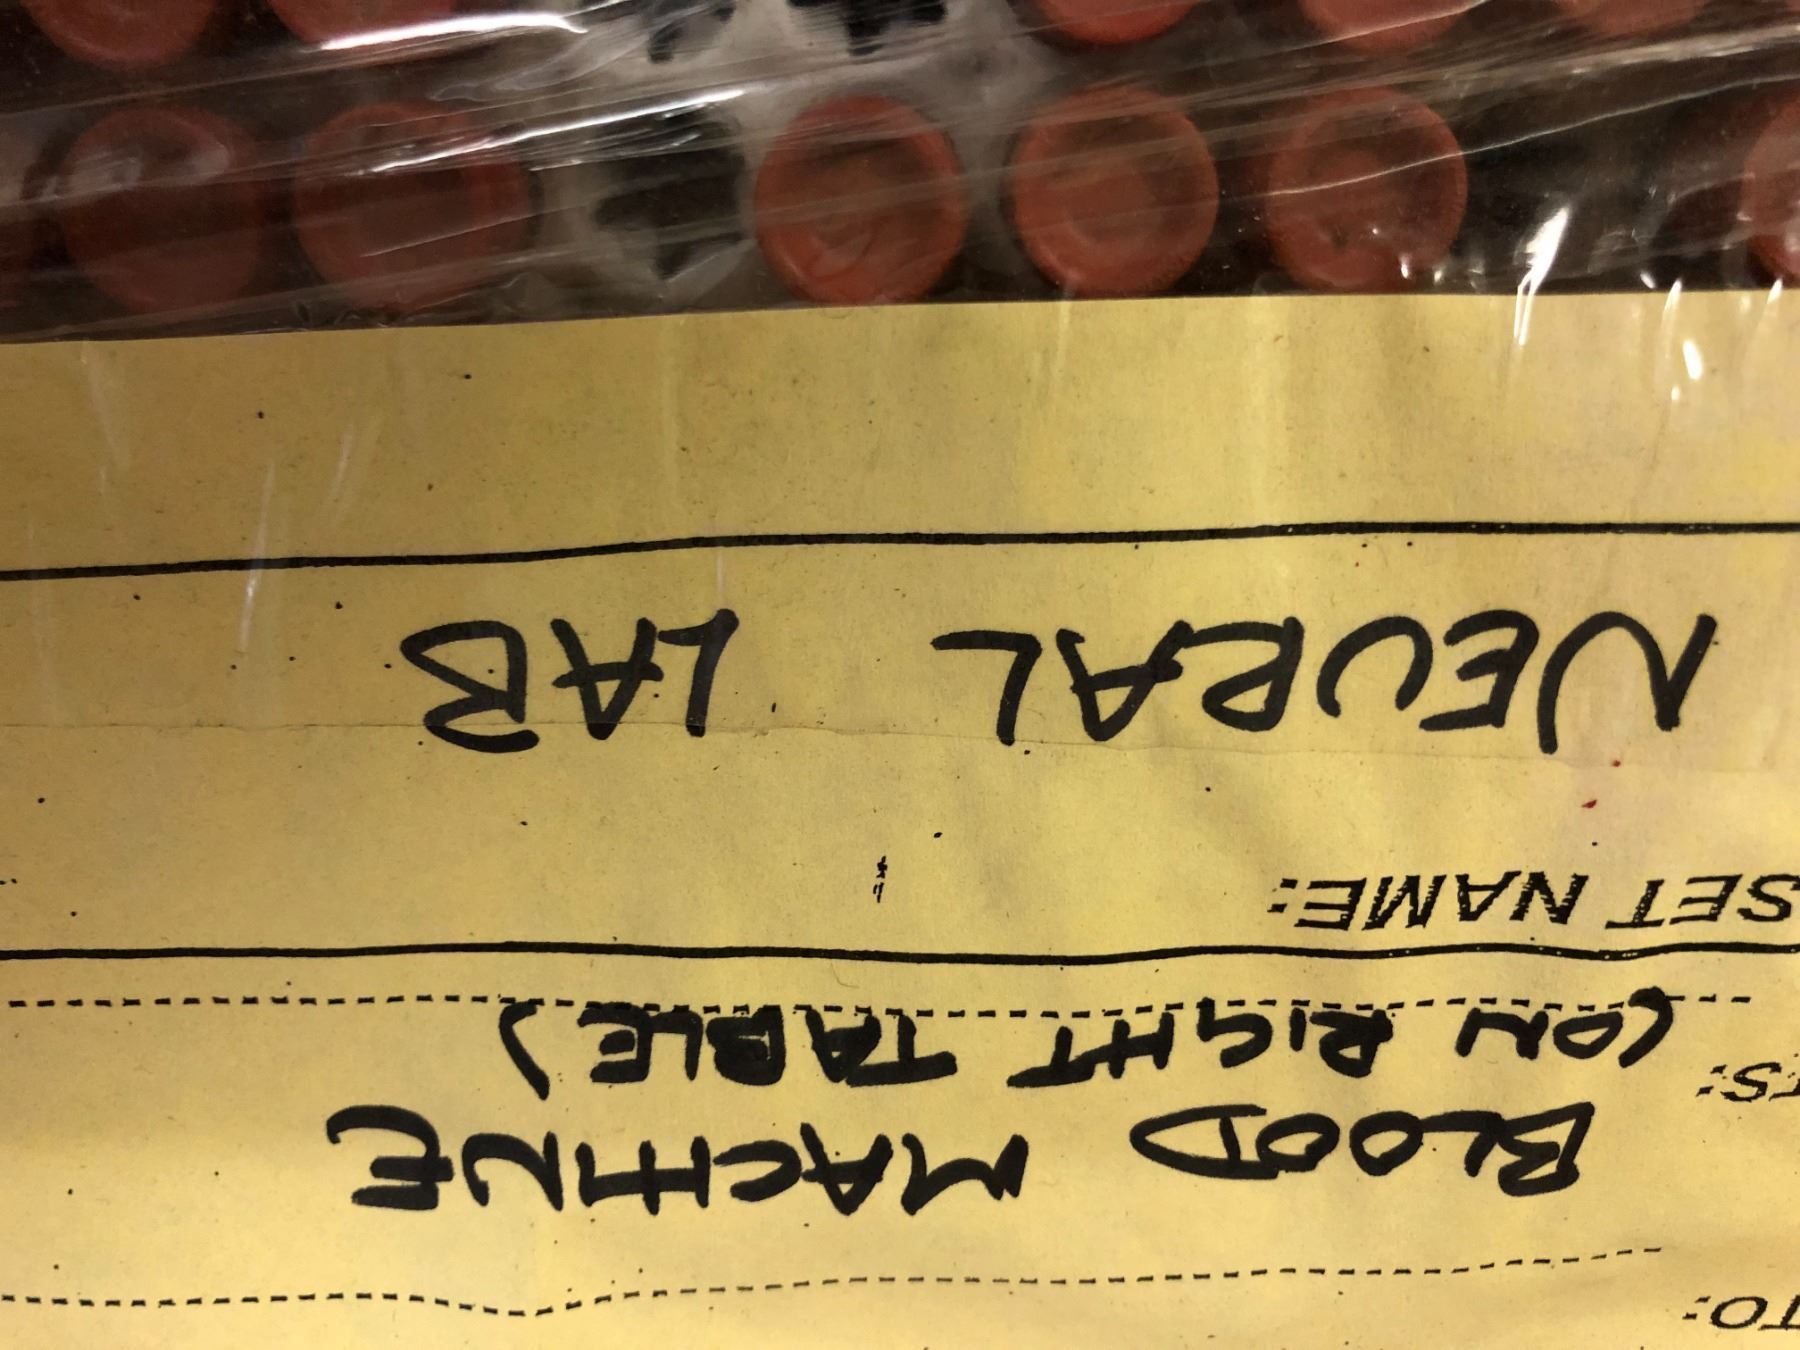 TO:
BLOOD MACHINE
TS: (ON RIGHT TABLE)
SET NAME:
NEURAL LAB